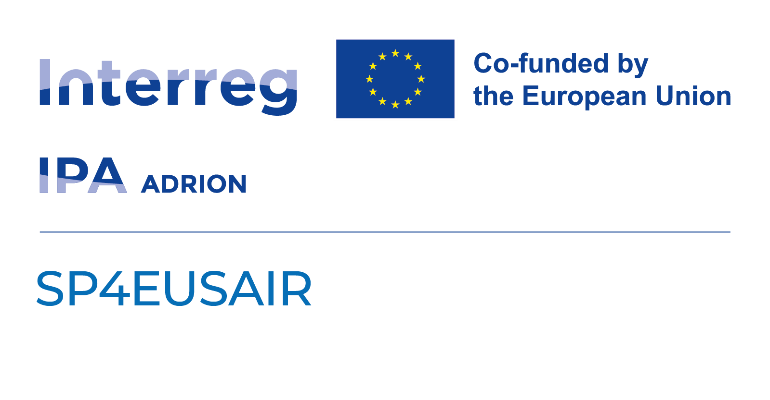 Interreg
Co-funded by
the European Union
IPA ADRION
SP4EUSAIR